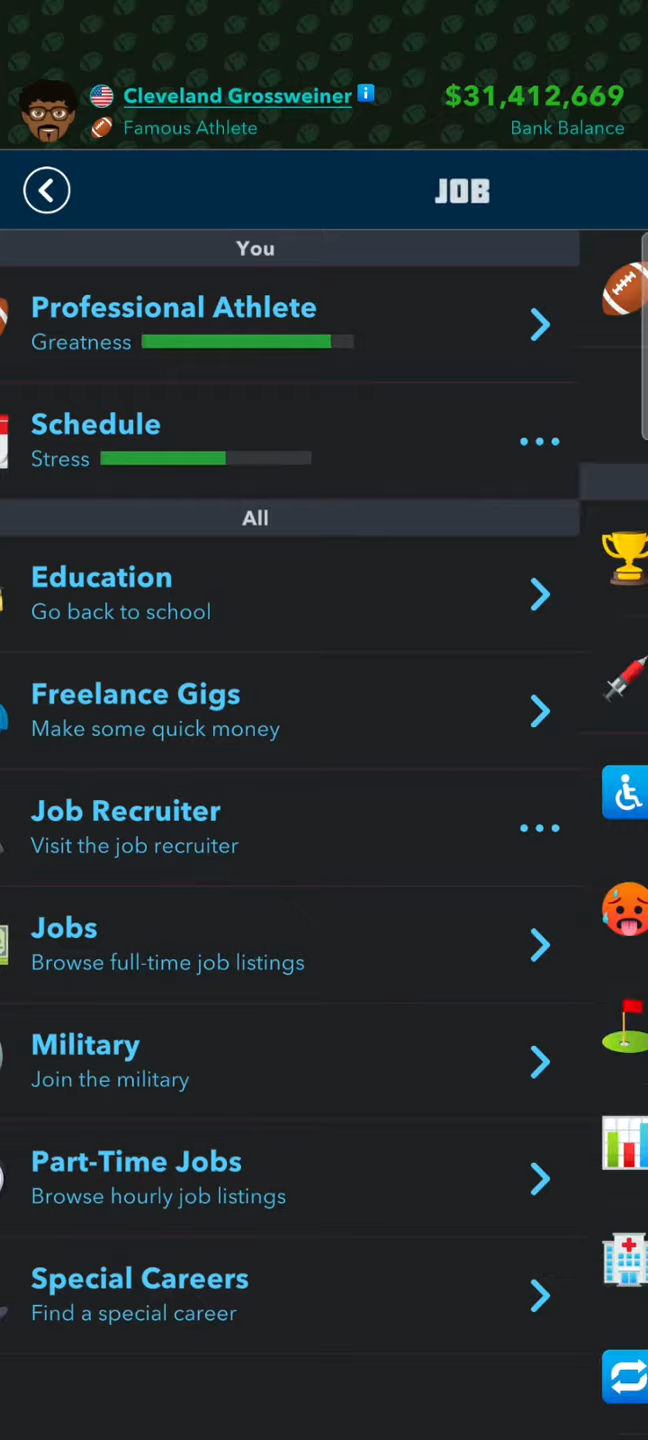 Cleveland Grossweiner
$31,412,669
Famous Athlete
Bank Balance
JOB
You
Professional Athlete
Greatness
Schedule
Stress
All
Education
Go back to school
Freelance Gigs
Make some quick money
Job Recruiter
Visit the job recruiter
Jobs
Browse full-time job listings
Military
Join the military
Part-Time Jobs
Browse hourly job listings
Special Careers
Find a special career